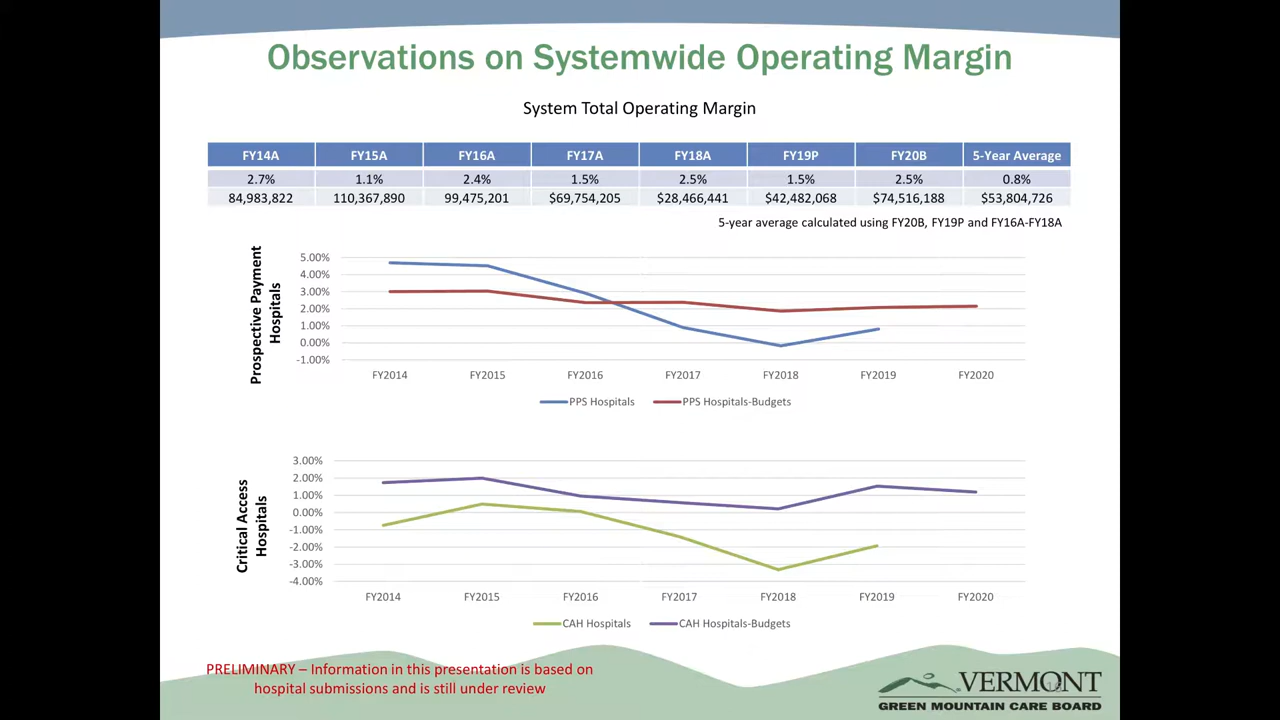 Observations on Systemwide Operating Margin
System Total Operating Margin
FY14A FY15A FY16A FY17A FY18A FY19P FY20B 5-Year Average
2.7% 1.1% 2.4% 1.5% 2.5% 1.5% 2.5% 0.8%
84,983,822 110,367,890 99,475,201 $69,754,205 $28,466,441 $42,482,068 $74,516,188 $53,804,726
5-year average calculated using FY20B, FY19P and FY16A-FY18A
Prospective Payment
Hospitals
5.00%
4.00%
3.00%
2.00%
1.00%
0.00%
-1.00%
FY2014 FY2015 FY2016 FY2017 FY2018 FY2019 FY2020
PPS Hospitals PPS Hospitals-Budgets
Critical Access
Hospitals
3.00%
2.00%
1.00%
0.00%
-1.00%
-2.00%
-3.00%
-4.00%
FY2014 FY2015 FY2016 FY2017 FY2018 FY2019 FY2020
CAH Hospitals CAH Hospitals-Budgets
PRELIMINARY – Information in this presentation is based on
hospital submissions and is still under review
VERMONT
GREEN MOUNTAIN CARE BOARD